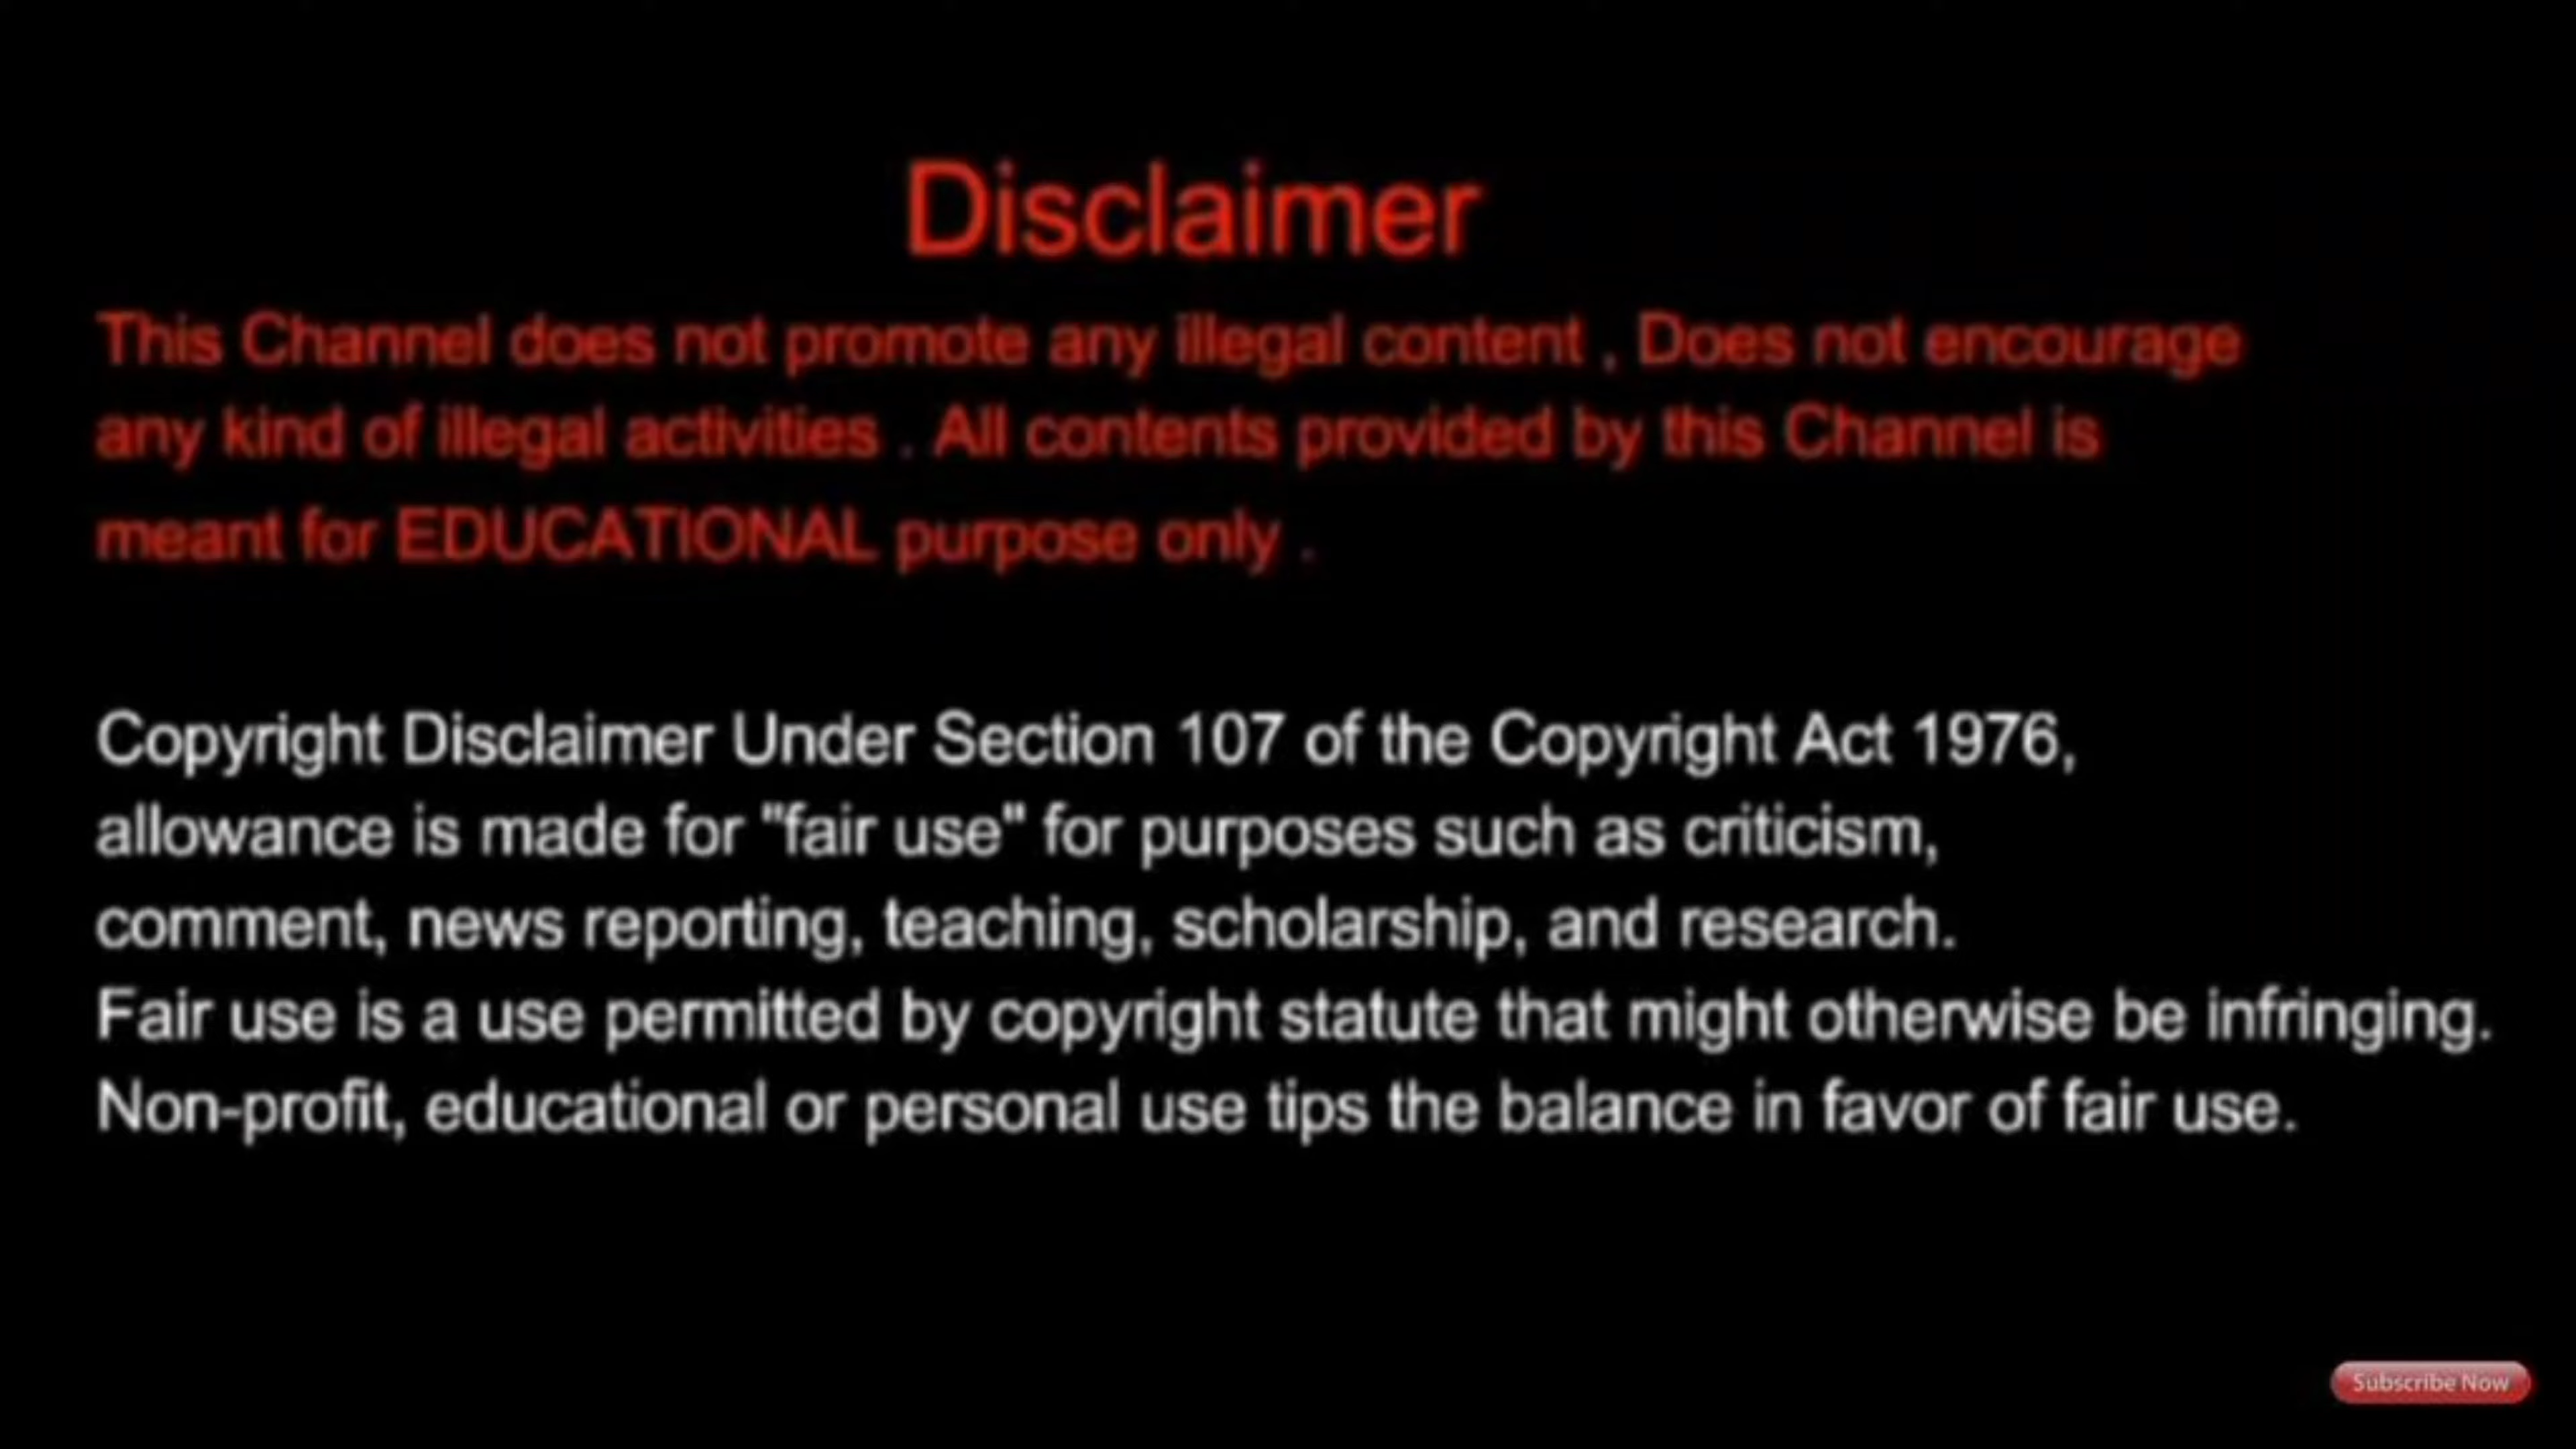 Disclaimer
This Channel does not promote any illegal content , Does not encourage
any kind of illegal activities . All contents provided by this Channel is
meant for EDUCATIONAL purpose only .
Copyright Disclaimer Under Section 107 of the Copyright Act 1976,
allowance is made for "fair use" for purposes such as criticism,
comment, news reporting, teaching, scholarship, and research.
Fair use is a use permitted by copyright statute that might otherwise be infringing.
Non-profit, educational or personal use tips the balance in favor of fair use.
Subscribe Now